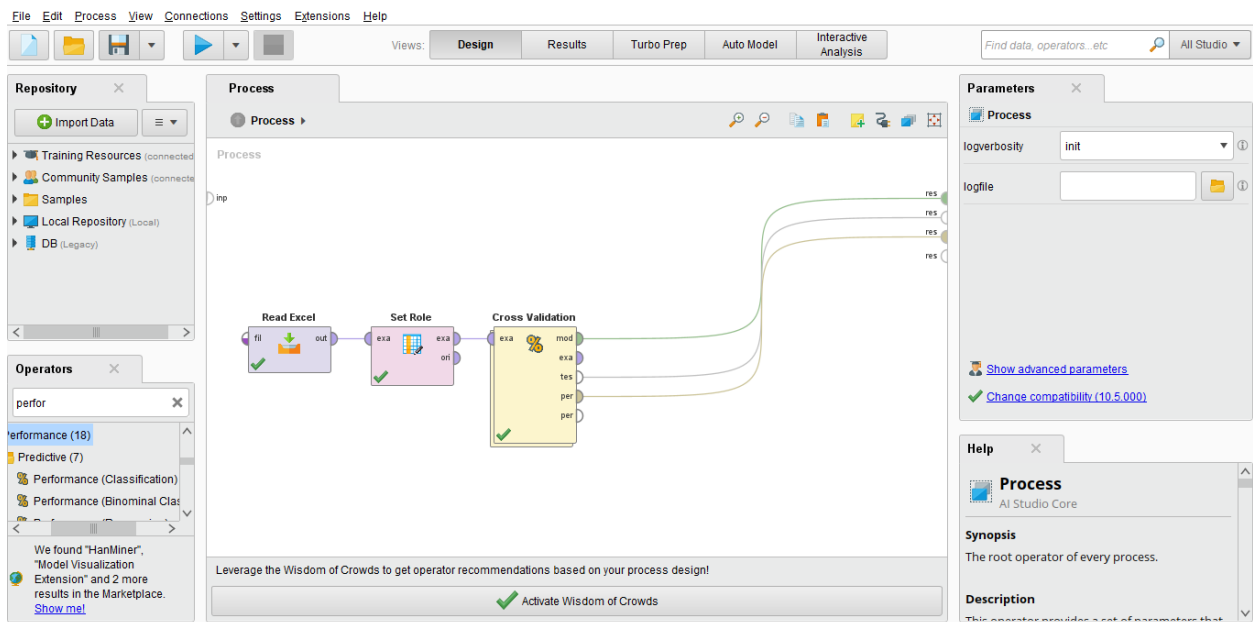 File Edit Process View Connections Settings Extensions Help
Views: Design Results Turbo Prep Auto Model Interactive Analysis
Find data, operators...etc All Studio
Repository
Import Data
Training Resources (connected
Community Samples (connecte
Samples
Local Repository (Local)
DB (Legacy)
Operators
perfor
Performance (18)
Predictive (7)
Performance (Classification)
Performance (Binominal Clas
We found "HanMiner",
"Model Visualization
Extension" and 2 more
results in the Marketplace.
Show me!
Process
Process
Process
inp
res
res
res
res
Read Excel
fil out
Set Role
exa exa
ori
Cross Validation
exa mod
exa
tes
per
per
Leverage the Wisdom of Crowds to get operator recommendations based on your process design!
Activate Wisdom of Crowds
Parameters
Process
logverbosity init
logfile
Show advanced parameters
Change compatibility (10.5.000)
Help
Process
AI Studio Core
Synopsis
The root operator of every process.
Description
This operator provides a set of parameters that